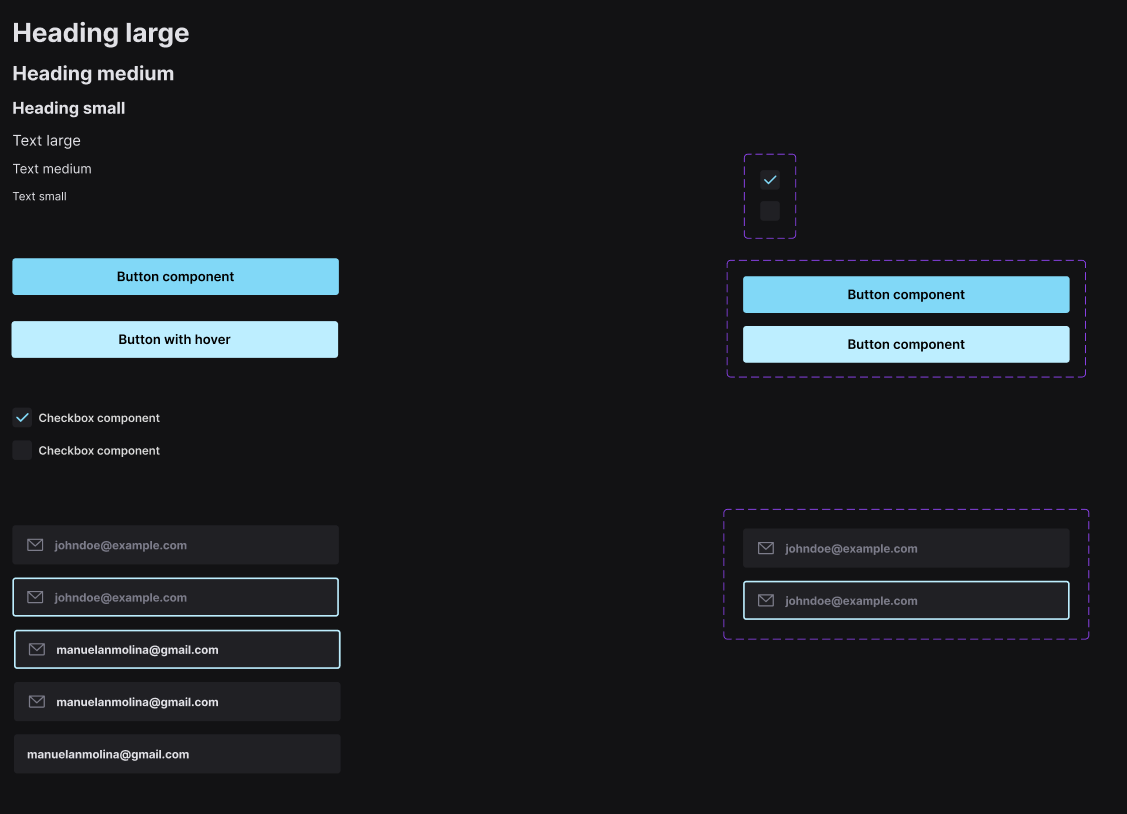 Heading large
Heading medium
Heading small
Text large
Text medium
Text small
Button component
Button with hover
Checkbox component
Checkbox component
johndoe@example.com
johndoe@example.com
manuelanmolina@gmail.com
manuelanmolina@gmail.com
manuelanmolina@gmail.com
Button component
Button component
johndoe@example.com
johndoe@example.com